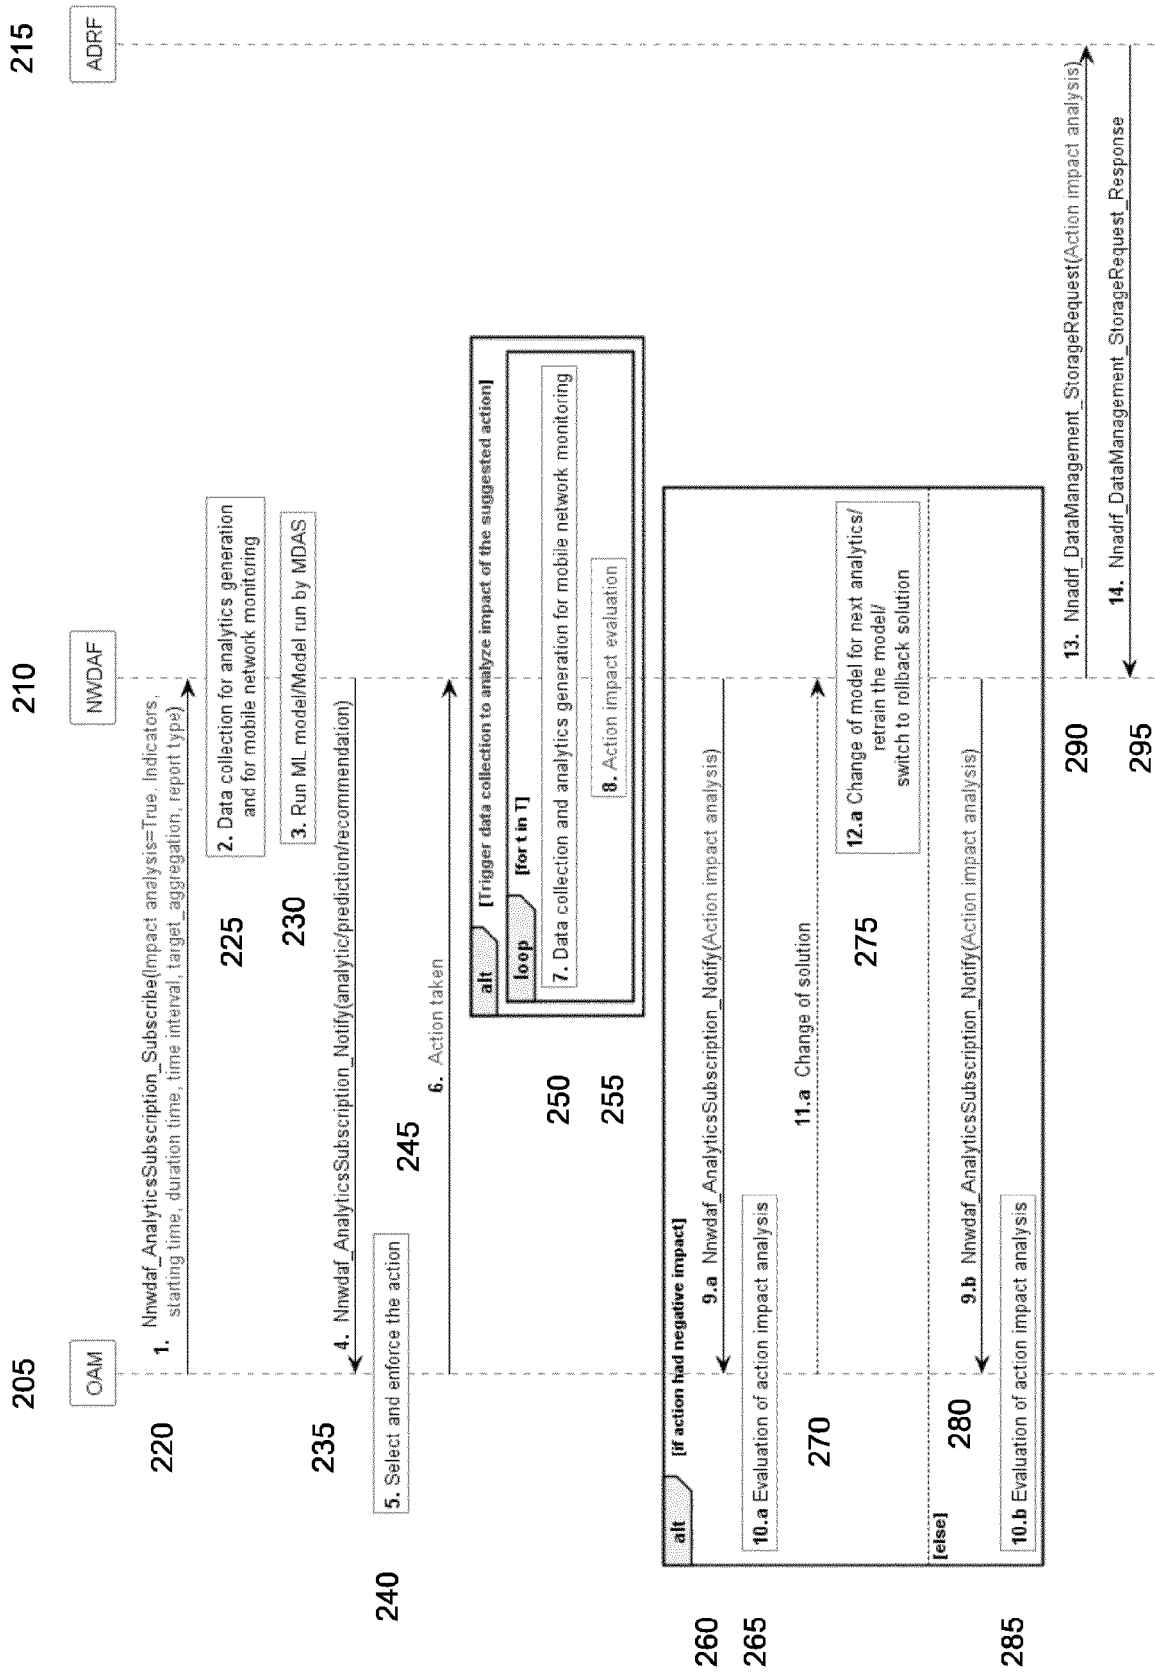 205
210
215
OAM
NWDAF
ADRF
220
1. Nnwdaf_AnalyticsSubscription_Subscribe(Impact analysis=True, Indicators,
starting time, duration time, time interval, target_aggregation, report type)
225
2. Data collection for analytics generation
and for mobile network monitoring
230
3. Run ML model/Model run by MDAS
235
4. Nnwdaf_AnalyticsSubscription_Notify(analytic/prediction/recommendation)
240
5. Select and enforce the action
245
6. Action taken
alt
[Trigger data collection to analyze impact of the suggested action]
loop
[for t in T]
250
7. Data collection and analytics generation for mobile network monitoring
255
8. Action impact evaluation
alt
[if action had negative impact]
260
9.a Nnwdaf_AnalyticsSubscription_Notify(Action impact analysis)
265
10.a Evaluation of action impact analysis
270
11.a Change of solution
275
12.a Change of model for next analytics/
retrain the model/
switch to rollback solution
[else]
280
9.b Nnwdaf_AnalyticsSubscription_Notify(Action impact analysis)
285
10.b Evaluation of action impact analysis
290
13. Nnadrf_DataManagement_StorageRequest(Action impact analysis)
295
14. Nnadrf_DataManagement_StorageRequest_Response